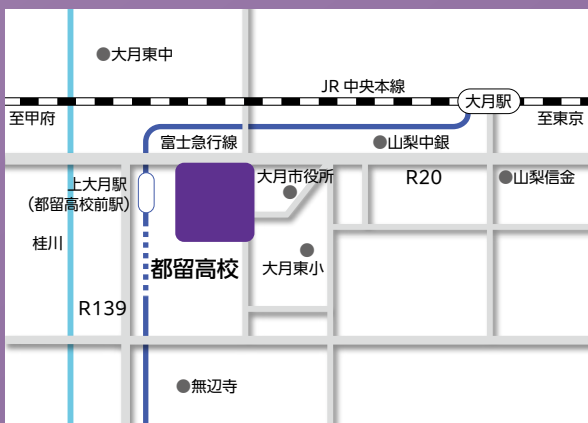 大月東中
JR 中央本線
大月駅
至甲府
至東京
富士急行線
山梨中銀
上大月駅
(都留高校前駅)
大月市役所
R20
山梨信金
桂川
都留高校
大月東小
R139
無辺寺